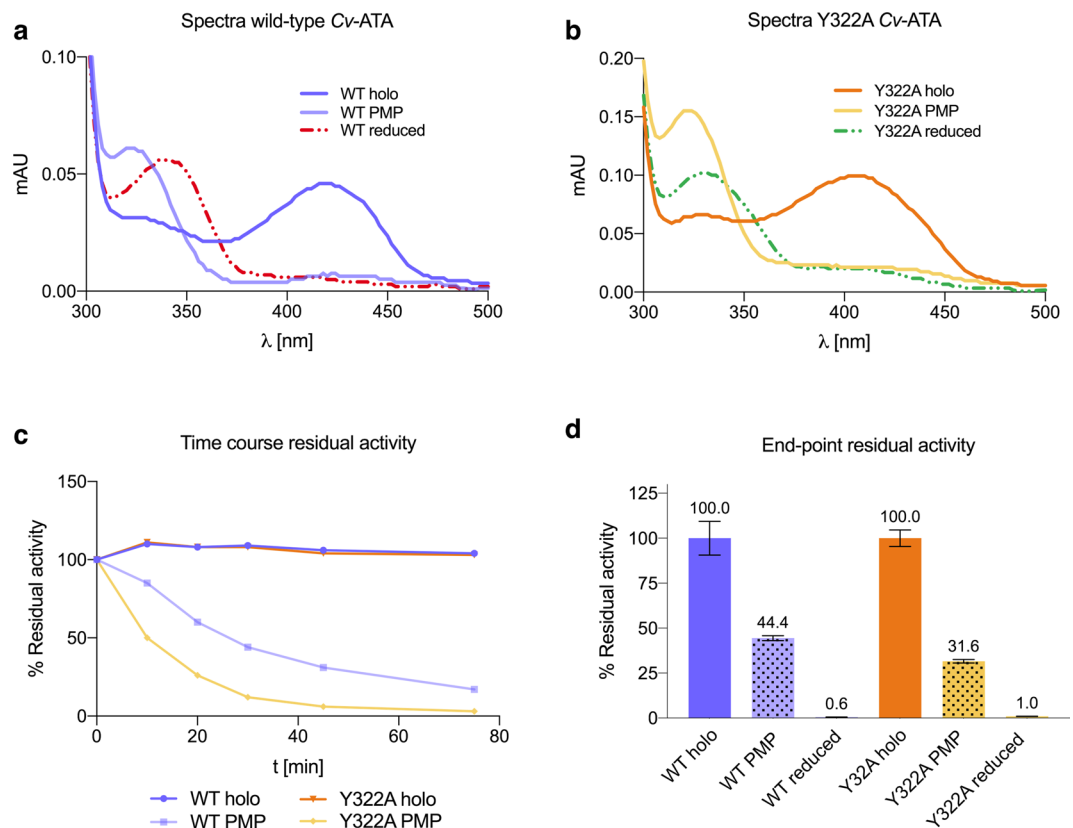 a
Spectra wild-type Cv-ATA
0.10
0.05
0.00
mAU
300
350
400
450
500
λ [nm]
WT holo
WT PMP
WT reduced
b
Spectra Y322A Cv-ATA
0.20
0.15
0.10
0.05
0.00
mAU
300
350
400
450
500
λ [nm]
Y322A holo
Y322A PMP
Y322A reduced
c
Time course residual activity
150
100
50
0
% Residual activity
0
20
40
60
80
t [min]
WT holo
Y322A holo
WT PMP
Y322A PMP
d
End-point residual activity
125
100
75
50
25
0
% Residual activity
100.0
44.4
0.6
100.0
31.6
1.0
WT holo
WT PMP
WT reduced
Y32A holo
Y322A PMP
Y322A reduced